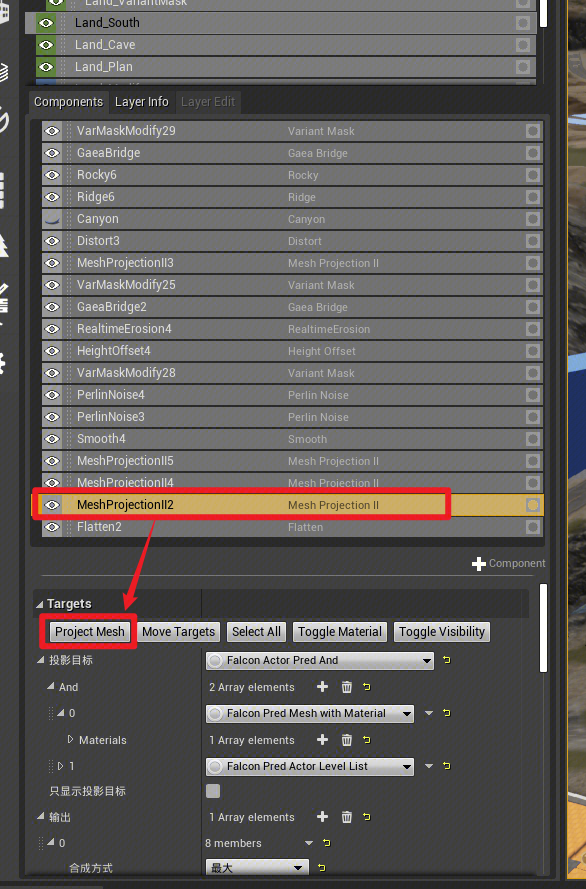 Land_VariantMask
Land_South
Land_Cave
Land_Plan
Components Layer Info Layer Edit
VarMaskModify29 Variant Mask
GaeaBridge Gaea Bridge
Rocky6 Rocky
Ridge6 Ridge
Canyon Canyon
Distort3 Distort
MeshProjectionII3 Mesh Projection II
VarMaskModify25 Variant Mask
GaeaBridge2 Gaea Bridge
RealtimeErosion4 RealtimeErosion
HeightOffset4 Height Offset
VarMaskModify28 Variant Mask
PerlinNoise4 Perlin Noise
PerlinNoise3 Perlin Noise
Smooth4 Smooth
MeshProjectionII5 Mesh Projection II
MeshProjectionII4 Mesh Projection II
MeshProjectionII2 Mesh Projection II
Flatten2 Flatten
Component
Targets
Project Mesh Move Targets Select All Toggle Material Toggle Visibility
投影目标 Falcon Actor Pred And
And 2 Array elements
0 Falcon Pred Mesh with Material
Materials 1 Array elements
1 Falcon Pred Actor Level List
只显示投影目标
输出 1 Array elements
0 8 members
合成方式 最大